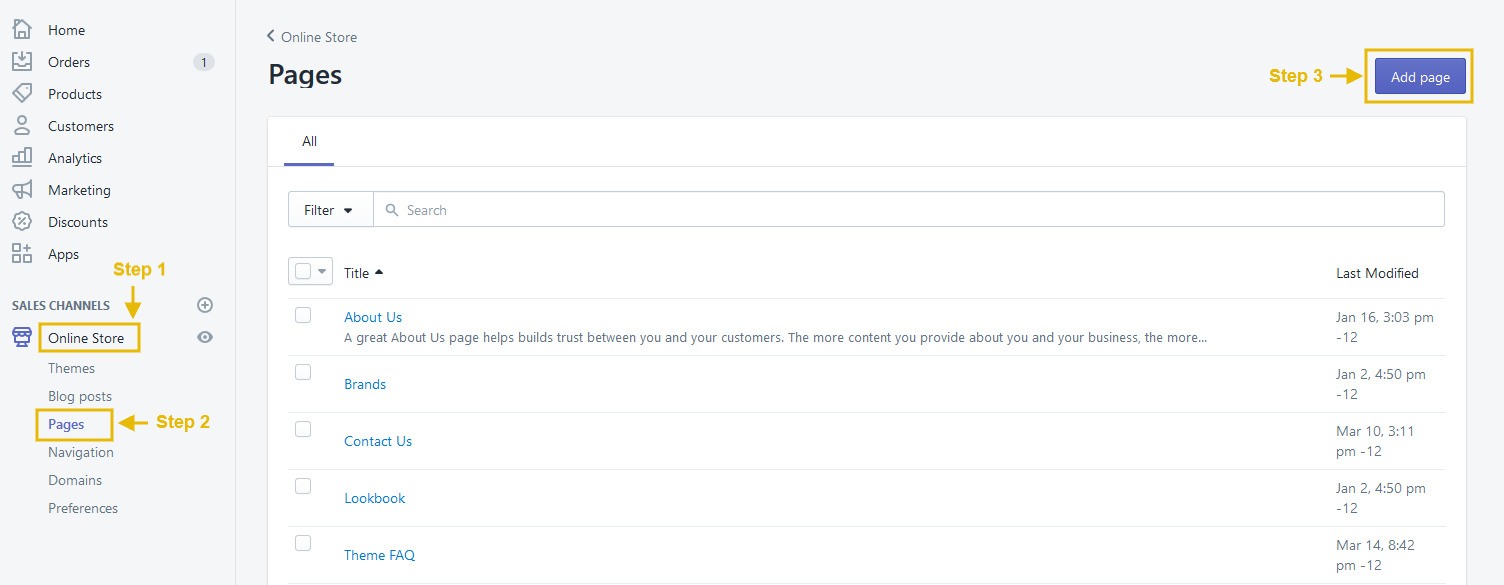 Home
Orders 1
Products
Customers
Analytics
Marketing
Discounts
Apps
Step 1
SALES CHANNELS
Online Store
Themes
Blog posts
Pages
Step 2
Navigation
Domains
Preferences
Online Store
Pages
Step 3
Add page
All
Filter
Search
Title
Last Modified
About Us
A great About Us page helps builds trust between you and your customers. The more content you provide about you and your business, the more...
Jan 16, 3:03 pm
-12
Brands
Jan 2, 4:50 pm
-12
Contact Us
Mar 10, 3:11
pm -12
Lookbook
Jan 2, 4:50 pm
-12
Theme FAQ
Mar 14, 8:42
pm -12